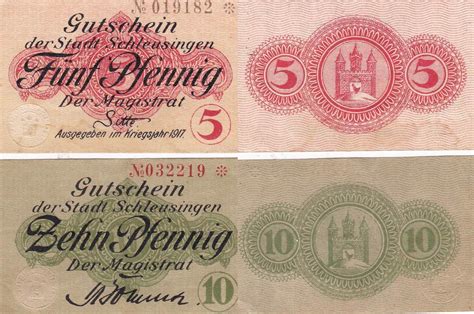 № 019182 *
Gutschein
der Stadt Schleusingen
Fünf Pfennig
Der Magistrat
Ausgegeben im Kriegsjahr 1917.
5
5
5
№ 032219 *
Gutschein
der Stadt Schleusingen
Zehn Pfennig
Der Magistrat
10
10
10